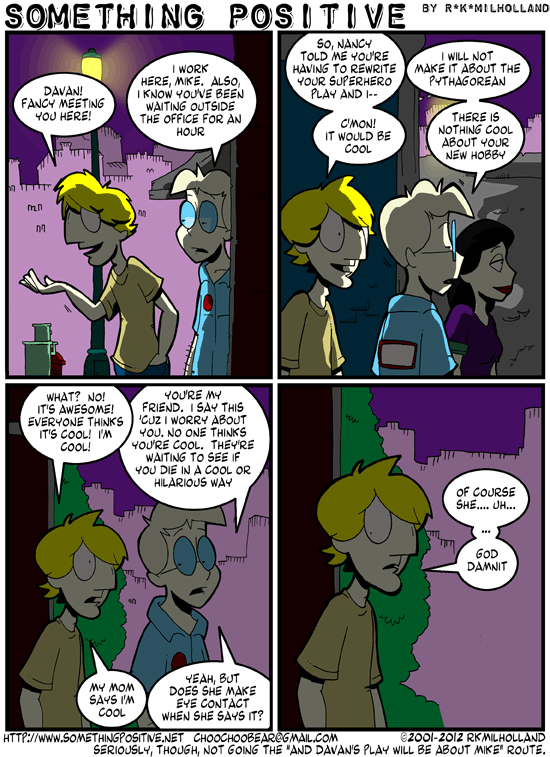 SOMETHING POSITIVE BY R*K*MILHOLLAND
DAVAN!
FANCY MEETING
YOU HERE!
I WORK
HERE, MIKE. ALSO,
I KNOW YOU'VE BEEN
WAITING OUTSIDE
THE OFFICE FOR AN
HOUR
SO, NANCY
TOLD ME YOU'RE
HAVING TO REWRITE
YOUR SUPERHERO
PLAY AND I--
I WILL NOT
MAKE IT ABOUT THE
PYTHAGOREAN
C'MON!
IT WOULD BE
COOL
THERE IS
NOTHING COOL
ABOUT YOUR
NEW HOBBY
WHAT? NO!
IT'S AWESOME!
EVERYONE THINKS
IT'S COOL! I'M
COOL!
YOU'RE MY
FRIEND. I SAY THIS
'CUZ I WORRY ABOUT
YOU. NO ONE THINKS
YOU'RE COOL. THEY'RE
WAITING TO SEE IF
YOU DIE IN A COOL OR
HILARIOUS WAY
MY MOM
SAYS I'M
COOL
YEAH, BUT
DOES SHE MAKE
EYE CONTACT
WHEN SHE SAYS IT?
OF COURSE
SHE.... UH...
...
GOD
DAMNIT
HTTP://WWW.SOMETHINGPOSITIVE.NET CHOOCHOOBEAR@GMAIL.COM ©2001-2012 RKMILHOLLAND
SERIOUSLY, THOUGH, NOT GOING THE "AND DAVAN'S PLAY WILL BE ABOUT MIKE" ROUTE.